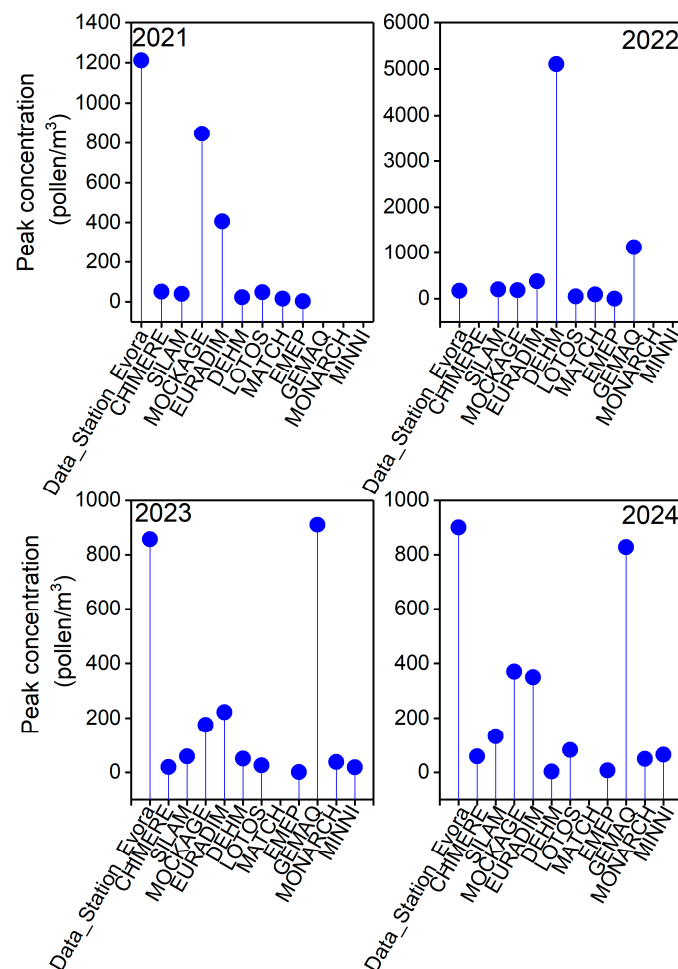 2021
1400
1200
1000
800
600
400
200
0
Peak concentration
(pollen/m³)
Data_Station_Evora
CHIMERE
SILAM
MOCKAGE
EURADIM
DEHM
LOTOS
MATCH
EMEP
GEMAQ
MONARCH
MINNI
2022
6000
5000
4000
3000
2000
1000
0
Data_Station_Evora
CHIMERE
SILAM
MOCKAGE
EURADIM
DEHM
LOTOS
MATCH
EMEP
GEMAQ
MONARCH
MINNI
2023
1000
800
600
400
200
0
Peak concentration
(pollen/m³)
Data_Station_Evora
CHIMERE
SILAM
MOCKAGE
EURADIM
DEHM
LOTOS
MATCH
EMEP
GEMAQ
MONARCH
MINNI
2024
1000
800
600
400
200
0
Data_Station_Evora
CHIMERE
SILAM
MOCKAGE
EURADIM
DEHM
LOTOS
MATCH
EMEP
GEMAQ
MONARCH
MINNI